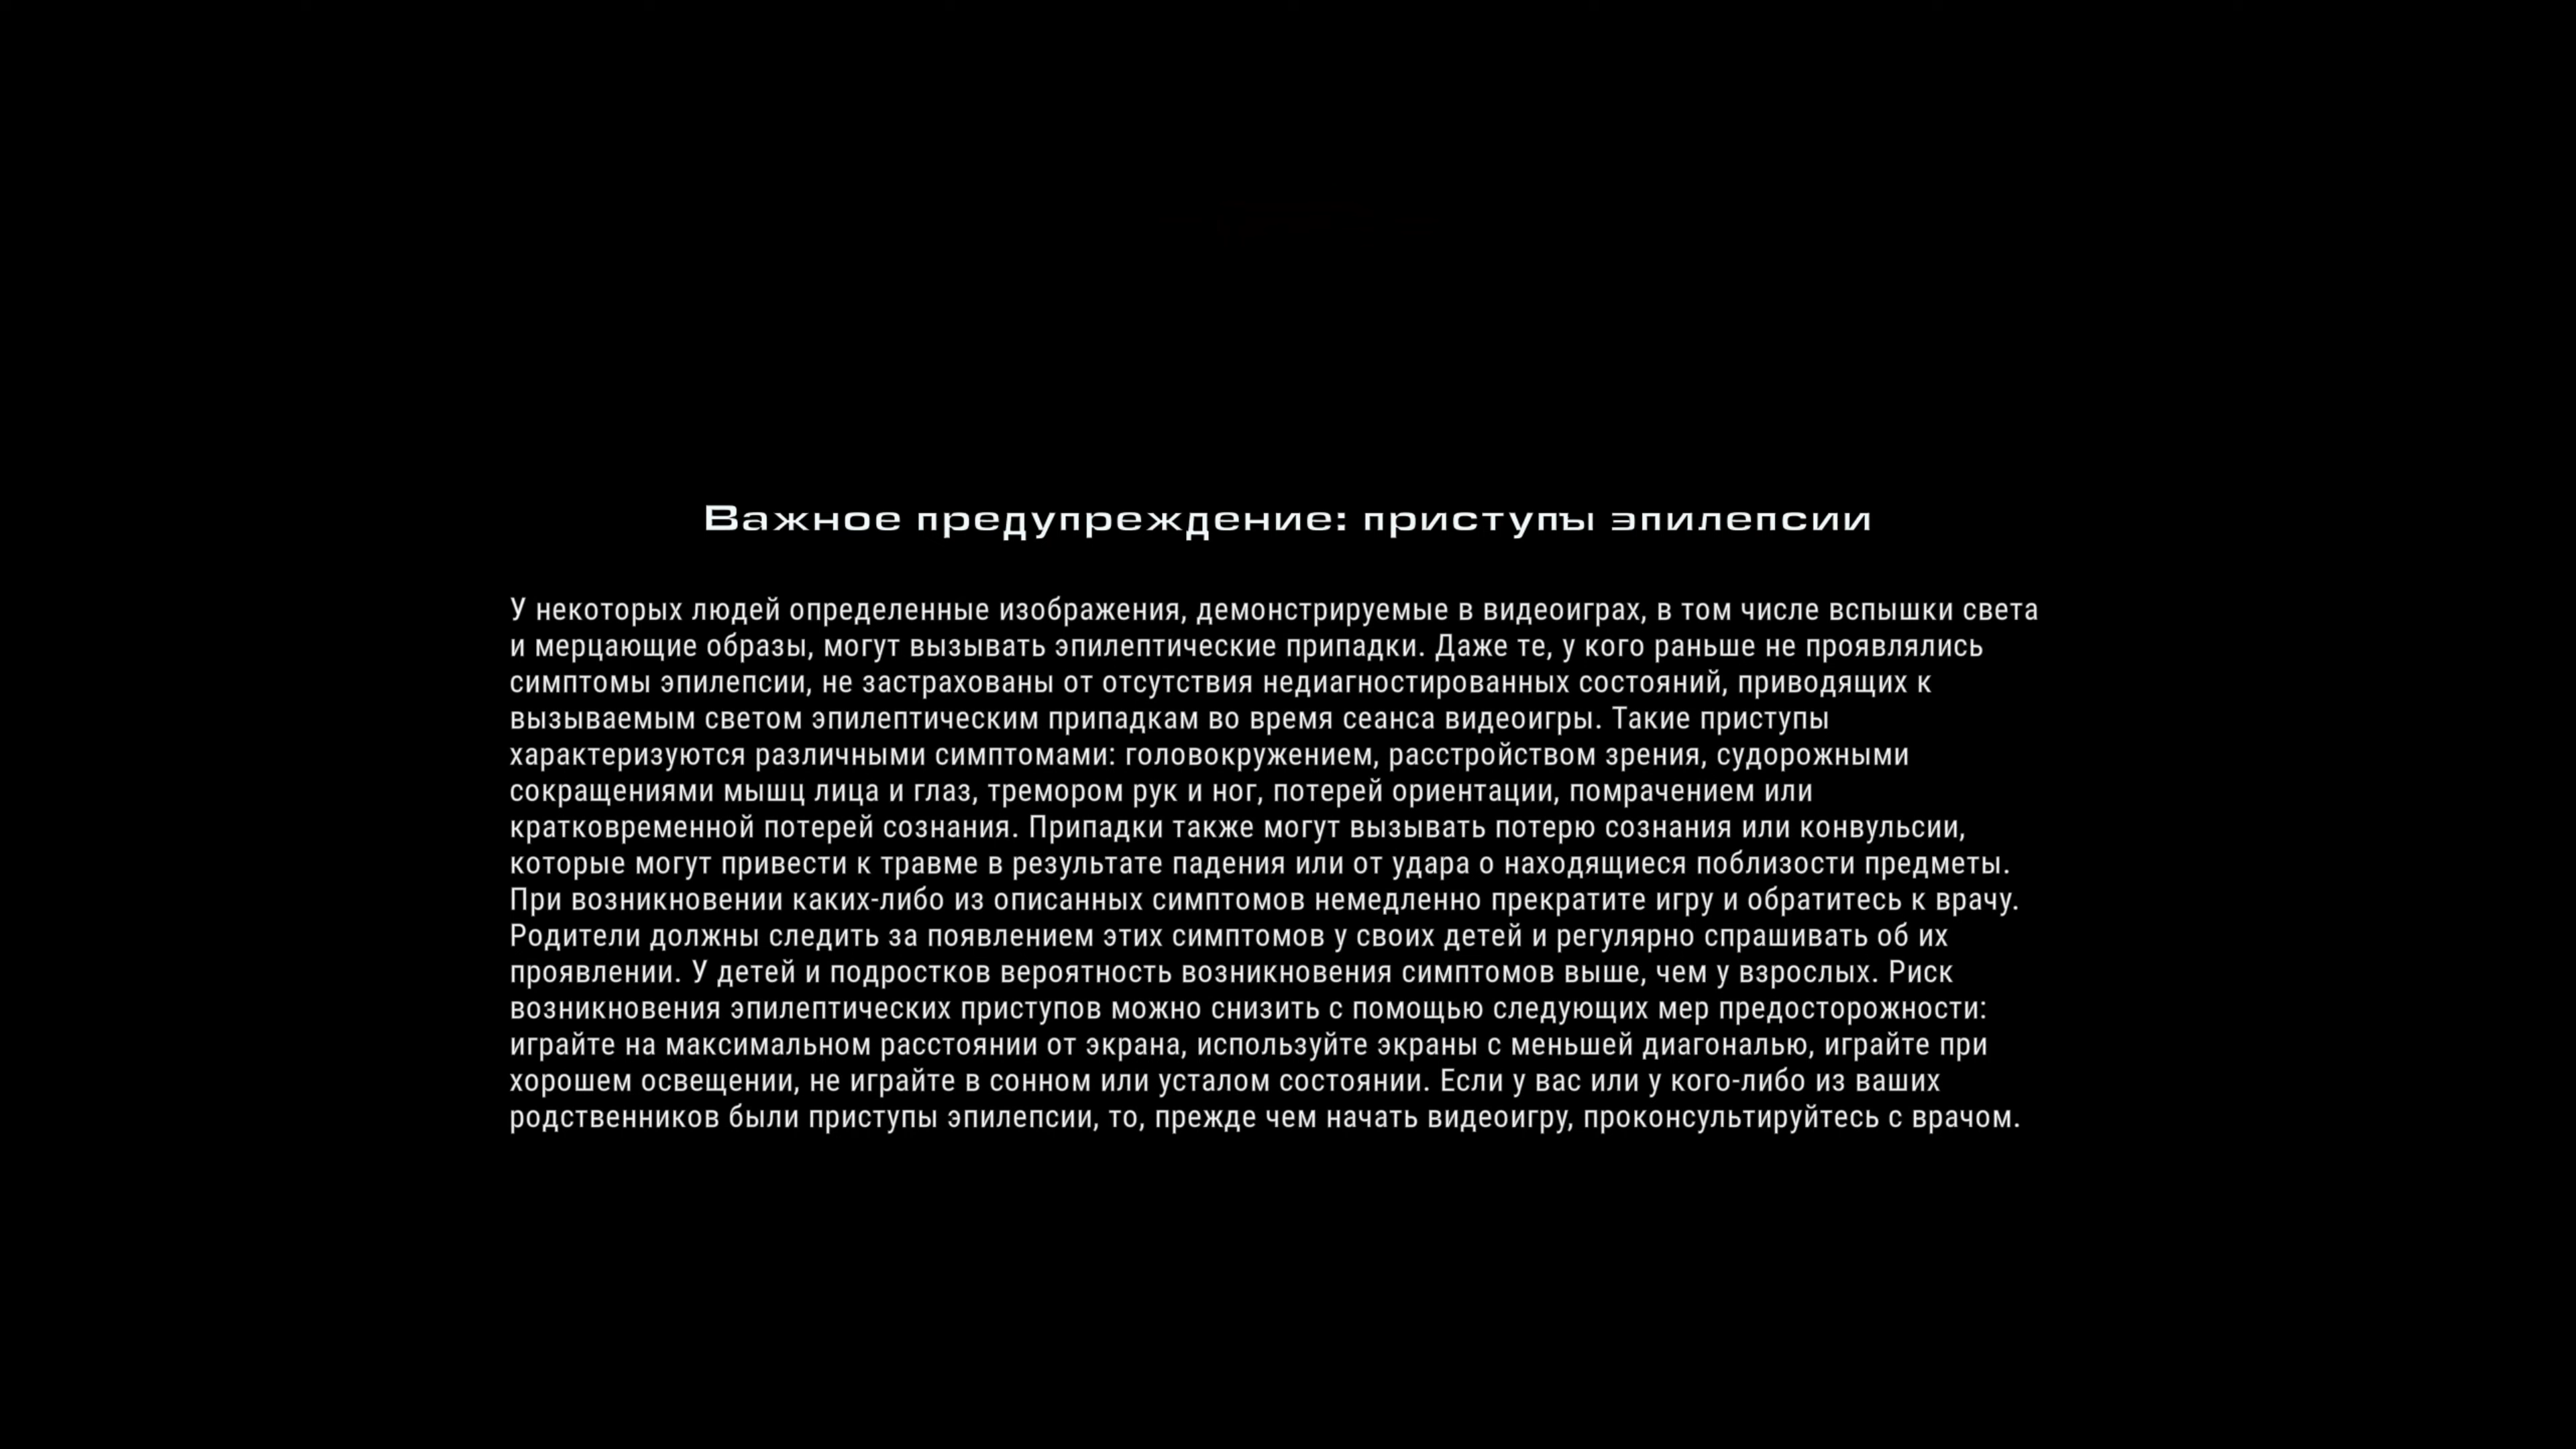 Важное предупреждение: приступы эпилепсии
У некоторых людей определенные изображения, демонстрируемые в видеоиграх, в том числе вспышки света
и мерцающие образы, могут вызывать эпилептические припадки. Даже те, у кого раньше не проявлялись
симптомы эпилепсии, не застрахованы от отсутствия недиагностированных состояний, приводящих к
вызываемым светом эпилептическим припадкам во время сеанса видеоигры. Такие приступы
характеризуются различными симптомами: головокружением, расстройством зрения, судорожными
сокращениями мышц лица и глаз, тремором рук и ног, потерей ориентации, помрачением или
кратковременной потерей сознания. Припадки также могут вызывать потерю сознания или конвульсии,
которые могут привести к травме в результате падения или от удара о находящиеся поблизости предметы.
При возникновении каких-либо из описанных симптомов немедленно прекратите игру и обратитесь к врачу.
Родители должны следить за появлением этих симптомов у своих детей и регулярно спрашивать об их
проявлении. У детей и подростков вероятность возникновения симптомов выше, чем у взрослых. Риск
возникновения эпилептических приступов можно снизить с помощью следующих мер предосторожности:
играйте на максимальном расстоянии от экрана, используйте экраны с меньшей диагональю, играйте при
хорошем освещении, не играйте в сонном или усталом состоянии. Если у вас или у кого-либо из ваших
родственников были приступы эпилепсии, то, прежде чем начать видеоигру, проконсультируйтесь с врачом.